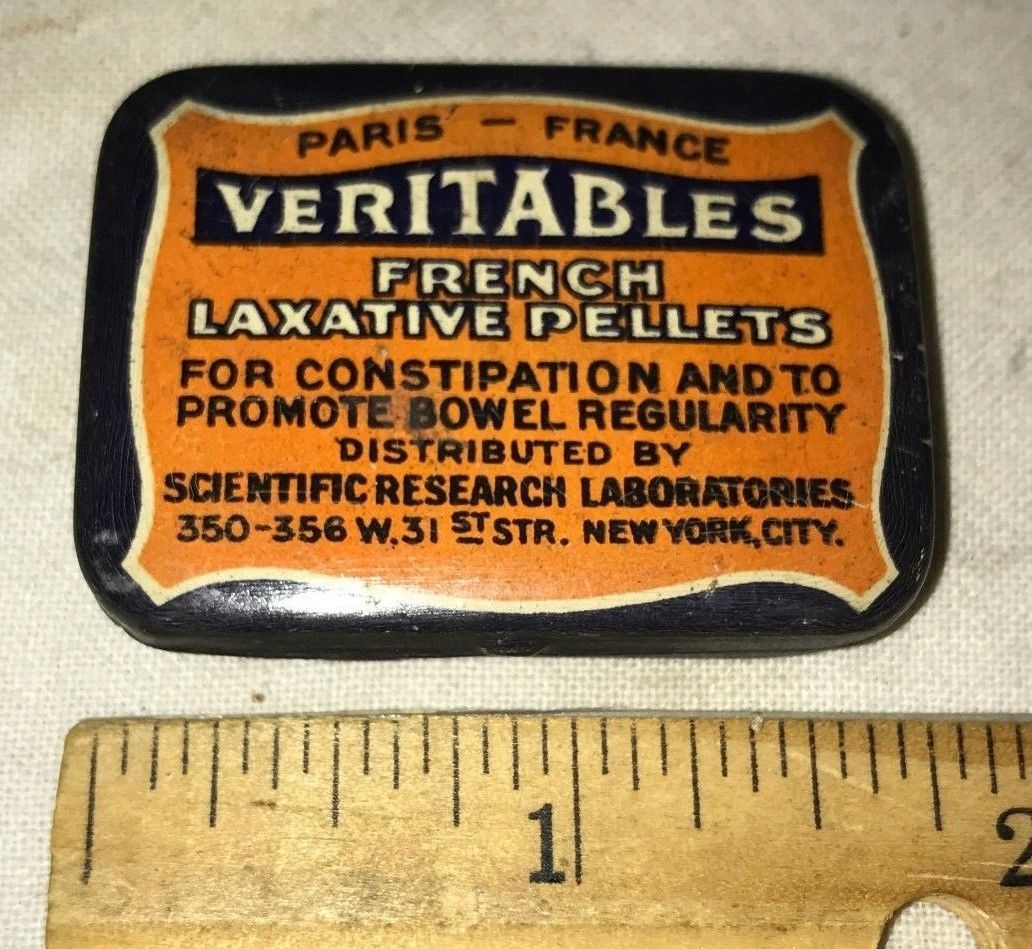 PARIS - FRANCE
VERITABLES
FRENCH
LAXATIVE PELLETS
FOR CONSTIPATION AND TO
PROMOTE BOWEL REGULARITY
DISTRIBUTED BY
SCIENTIFIC RESEARCH LABORATORIES
350-356 W. 31 ST STR. NEW YORK, CITY.
1 2